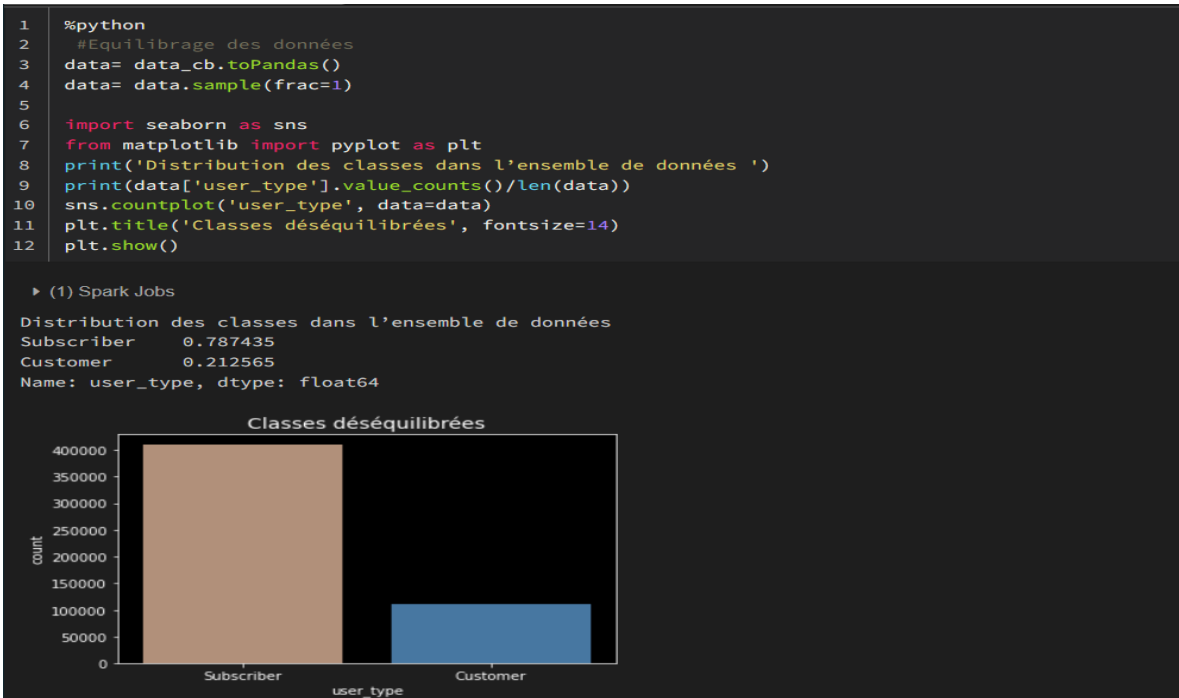 1 %python
2 #Equilibrage des données
3 data= data_cb.toPandas()
4 data= data.sample(frac=1)
5
6 import seaborn as sns
7 from matplotlib import pyplot as plt
8 print('Distribution des classes dans l’ensemble de données ')
9 print(data['user_type'].value_counts()/len(data))
10 sns.countplot('user_type', data=data)
11 plt.title('Classes déséquilibrées', fontsize=14)
12 plt.show()
(1) Spark Jobs
Distribution des classes dans l’ensemble de données
Subscriber 0.787435
Customer 0.212565
Name: user_type, dtype: float64
Classes déséquilibrées
400000
350000
300000
250000
200000
150000
100000
50000
0
count
Subscriber Customer
user_type